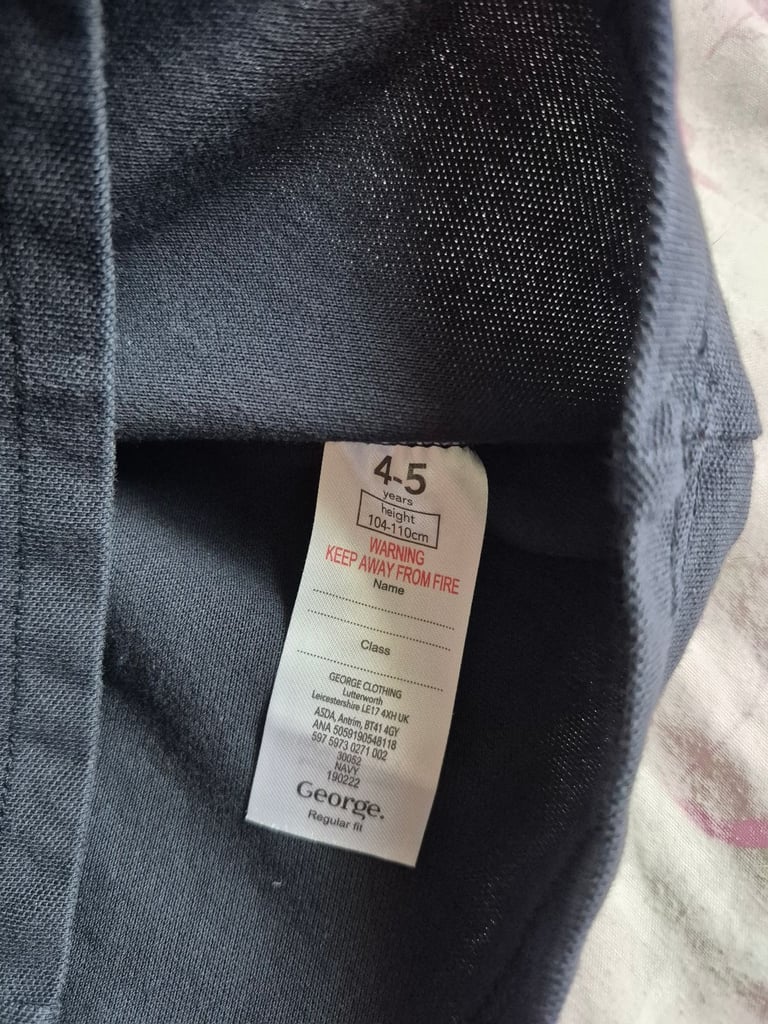 4-5
years
height
104-110cm
WARNING
KEEP AWAY FROM FIRE
Name
Class
GEORGE CLOTHING
Lutterworth
Leicestershire LE17 4XH UK
ASDA, Antrim, BT41 4GY
ANA 5059190548118
597 5973 0271 002
30052
NAVY
190222
George.
Regular fit